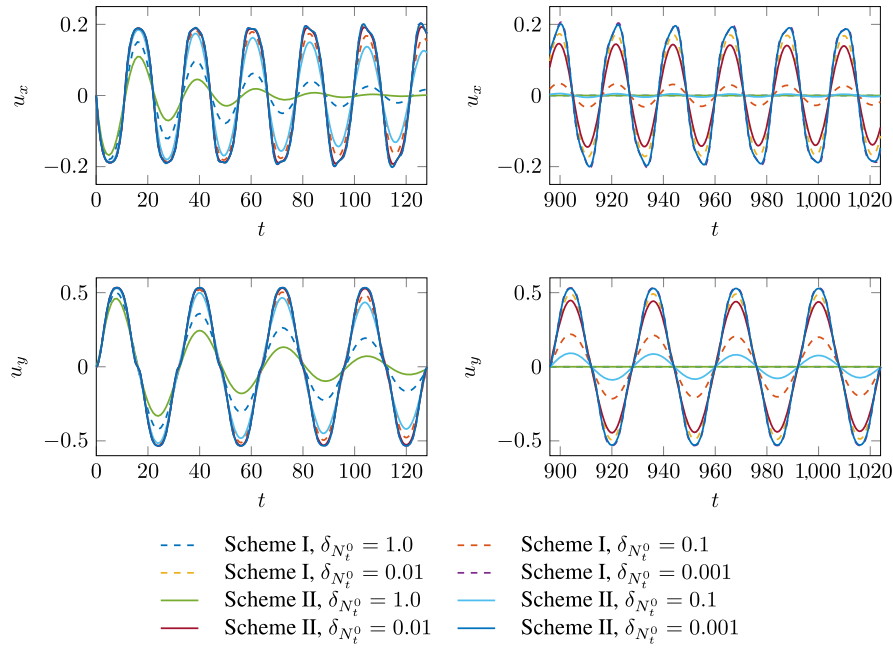 0.2
0
−0.2
u_x
0 20 40 60 80 100 120
t
0.2
0
−0.2
u_x
900 920 940 960 980 1,000 1,020
t
0.5
0
−0.5
u_y
0 20 40 60 80 100 120
t
0.5
0
−0.5
u_y
900 920 940 960 980 1,000 1,020
t
Scheme I, δ_{N_t^0} = 1.0
Scheme I, δ_{N_t^0} = 0.1
Scheme I, δ_{N_t^0} = 0.01
Scheme I, δ_{N_t^0} = 0.001
Scheme II, δ_{N_t^0} = 1.0
Scheme II, δ_{N_t^0} = 0.1
Scheme II, δ_{N_t^0} = 0.01
Scheme II, δ_{N_t^0} = 0.001